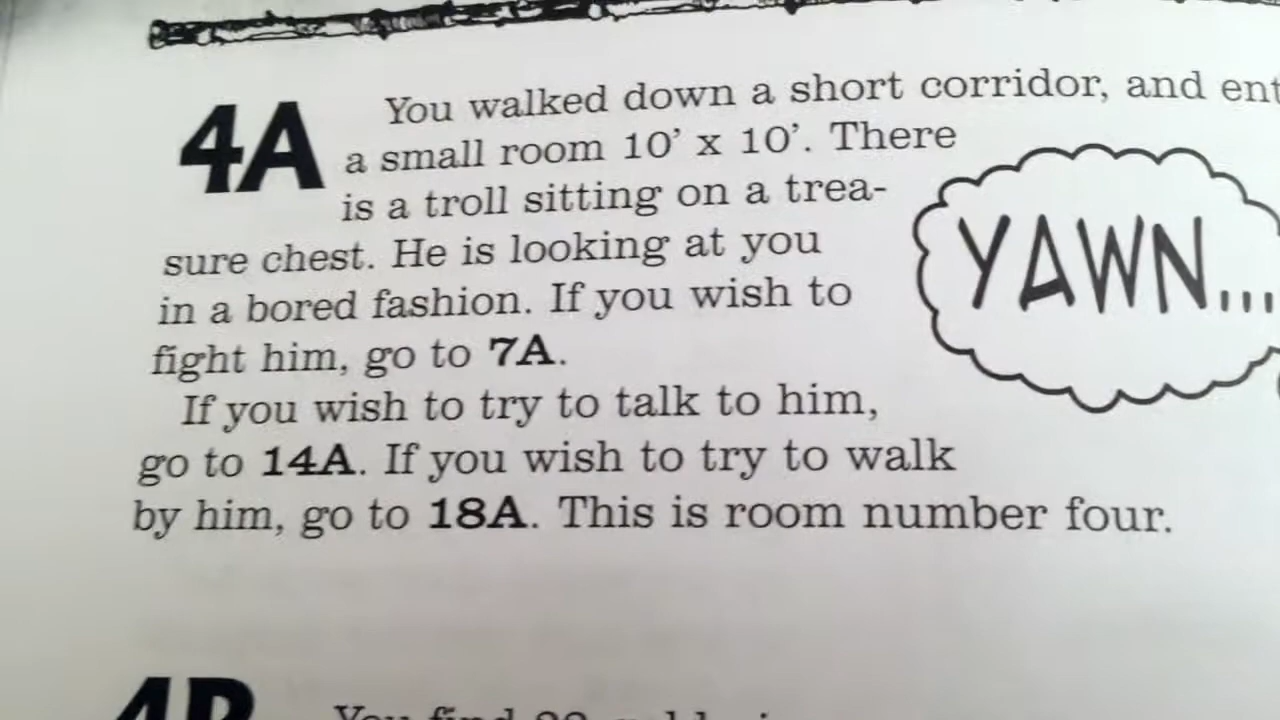 4A You walked down a short corridor, and
a small room 10' x 10'. There
is a troll sitting on a trea-
sure chest. He is looking at you
in a bored fashion. If you wish to
fight him, go to 7A.
If you wish to try to talk to him,
go to 14A. If you wish to try to walk
by him, go to 18A. This is room number four.
YAWN...
You find